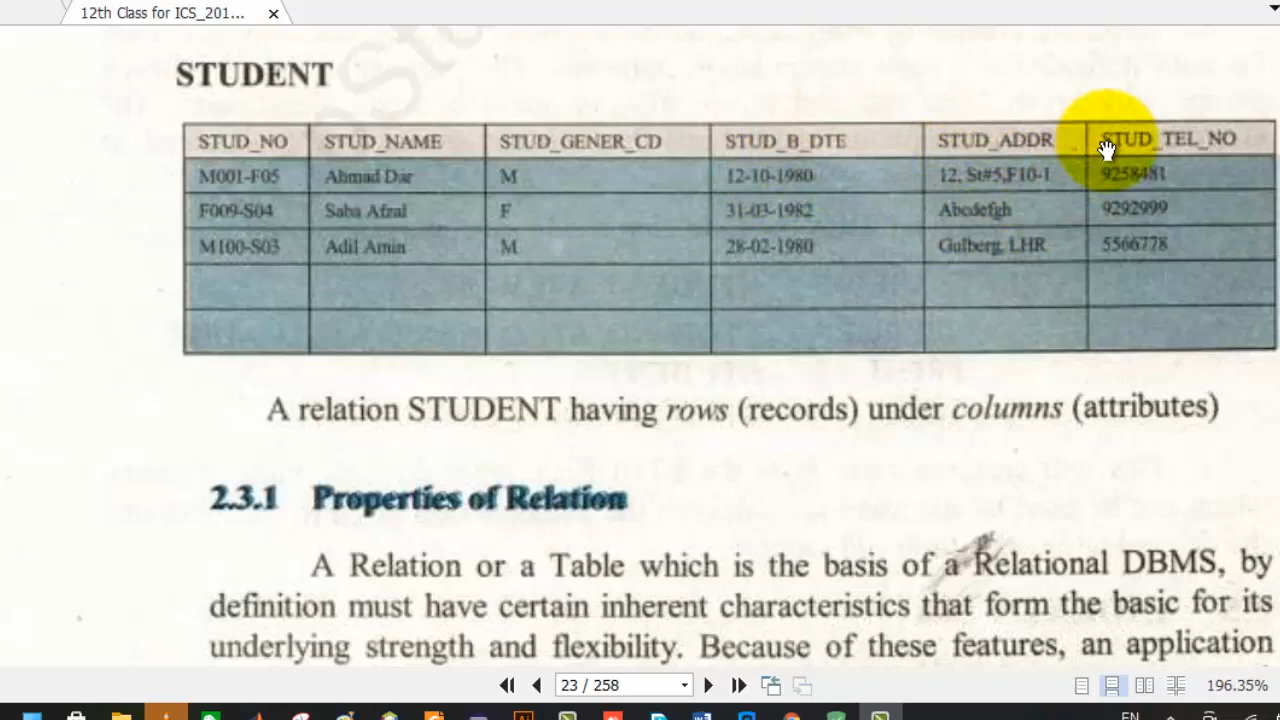 12th Class for ICS_201... ×
STUDENT
STUD_NO STUD_NAME STUD_GENER_CD STUD_B_DTE STUD_ADDR STUD_TEL_NO
M001-F05 Ahmad Dar M 12-10-1980 12, St#5,F10-1 9258481
F009-S04 Saba Afzal F 31-03-1982 Abcdefgh 9292999
M100-S03 Adil Amin M 28-02-1980 Gulberg, LHR 5566778
A relation STUDENT having rows (records) under columns (attributes)
2.3.1 Properties of Relation
A Relation or a Table which is the basis of a Relational DBMS, by
definition must have certain inherent characteristics that form the basic for its
underlying strength and flexibility. Because of these features, an application
23 / 258
196.35%